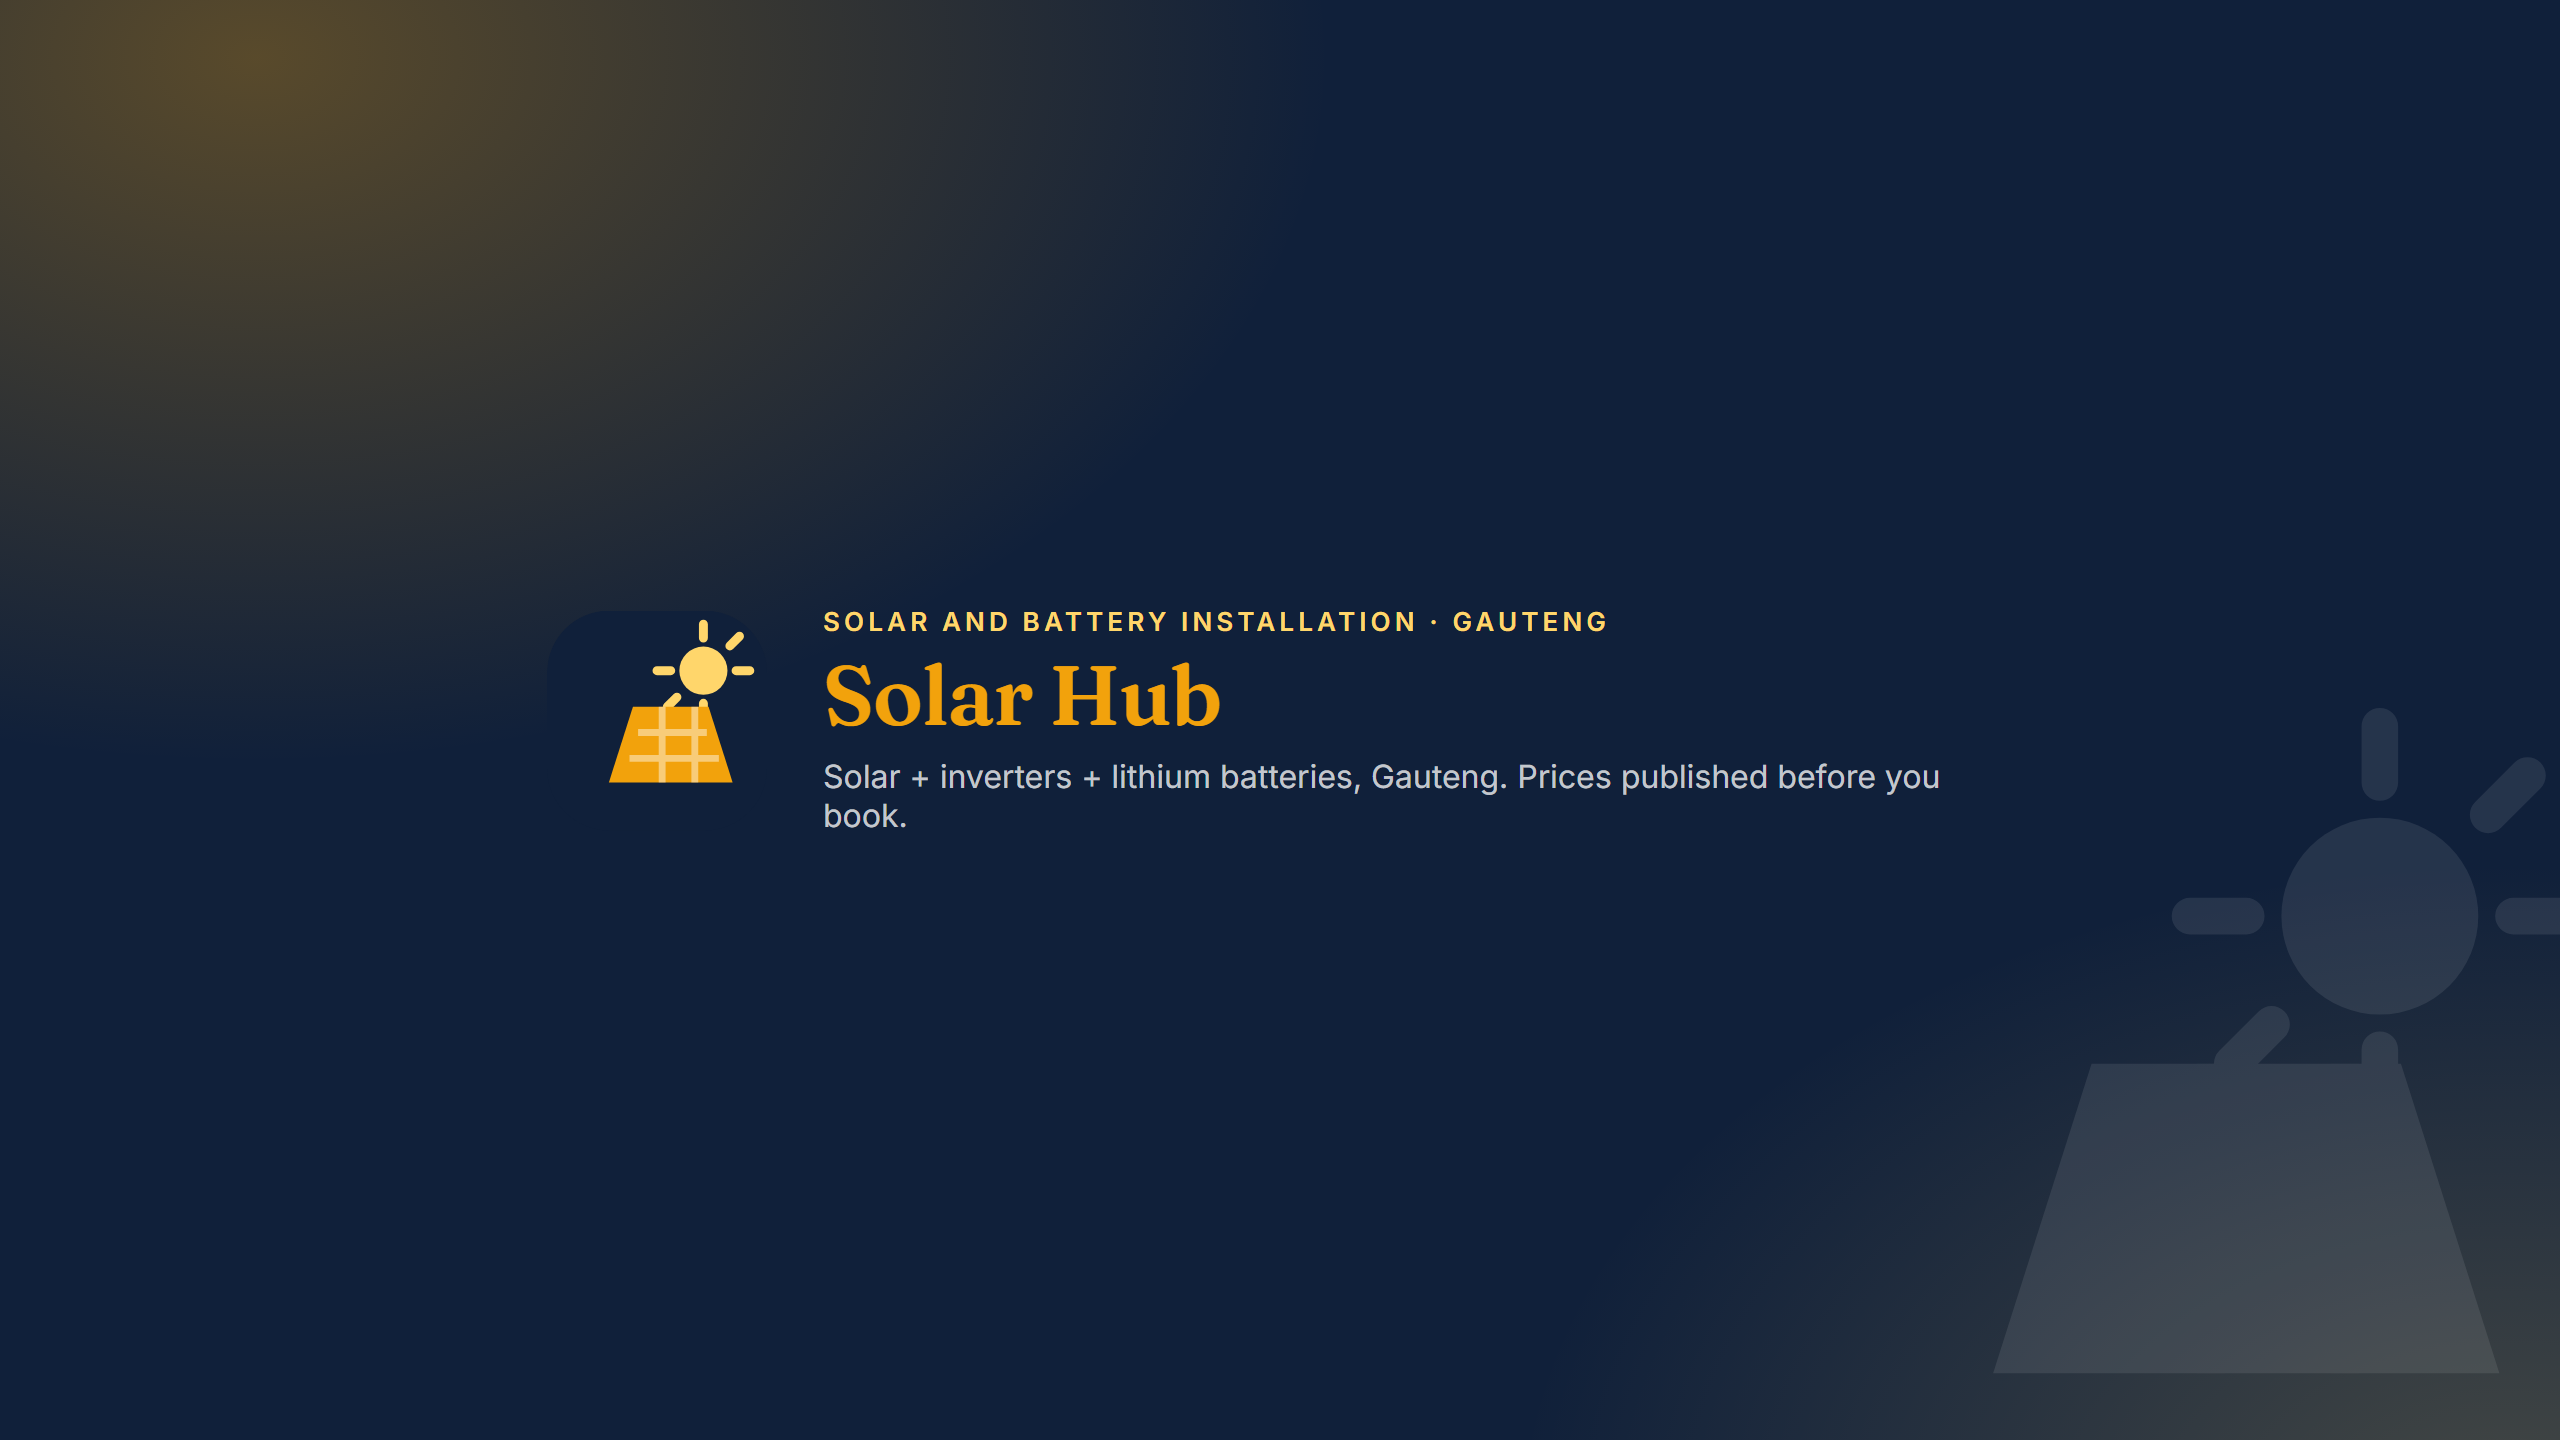 SOLAR AND BATTERY INSTALLATION · GAUTENG
Solar Hub
Solar + inverters + lithium batteries, Gauteng. Prices published before you
book.